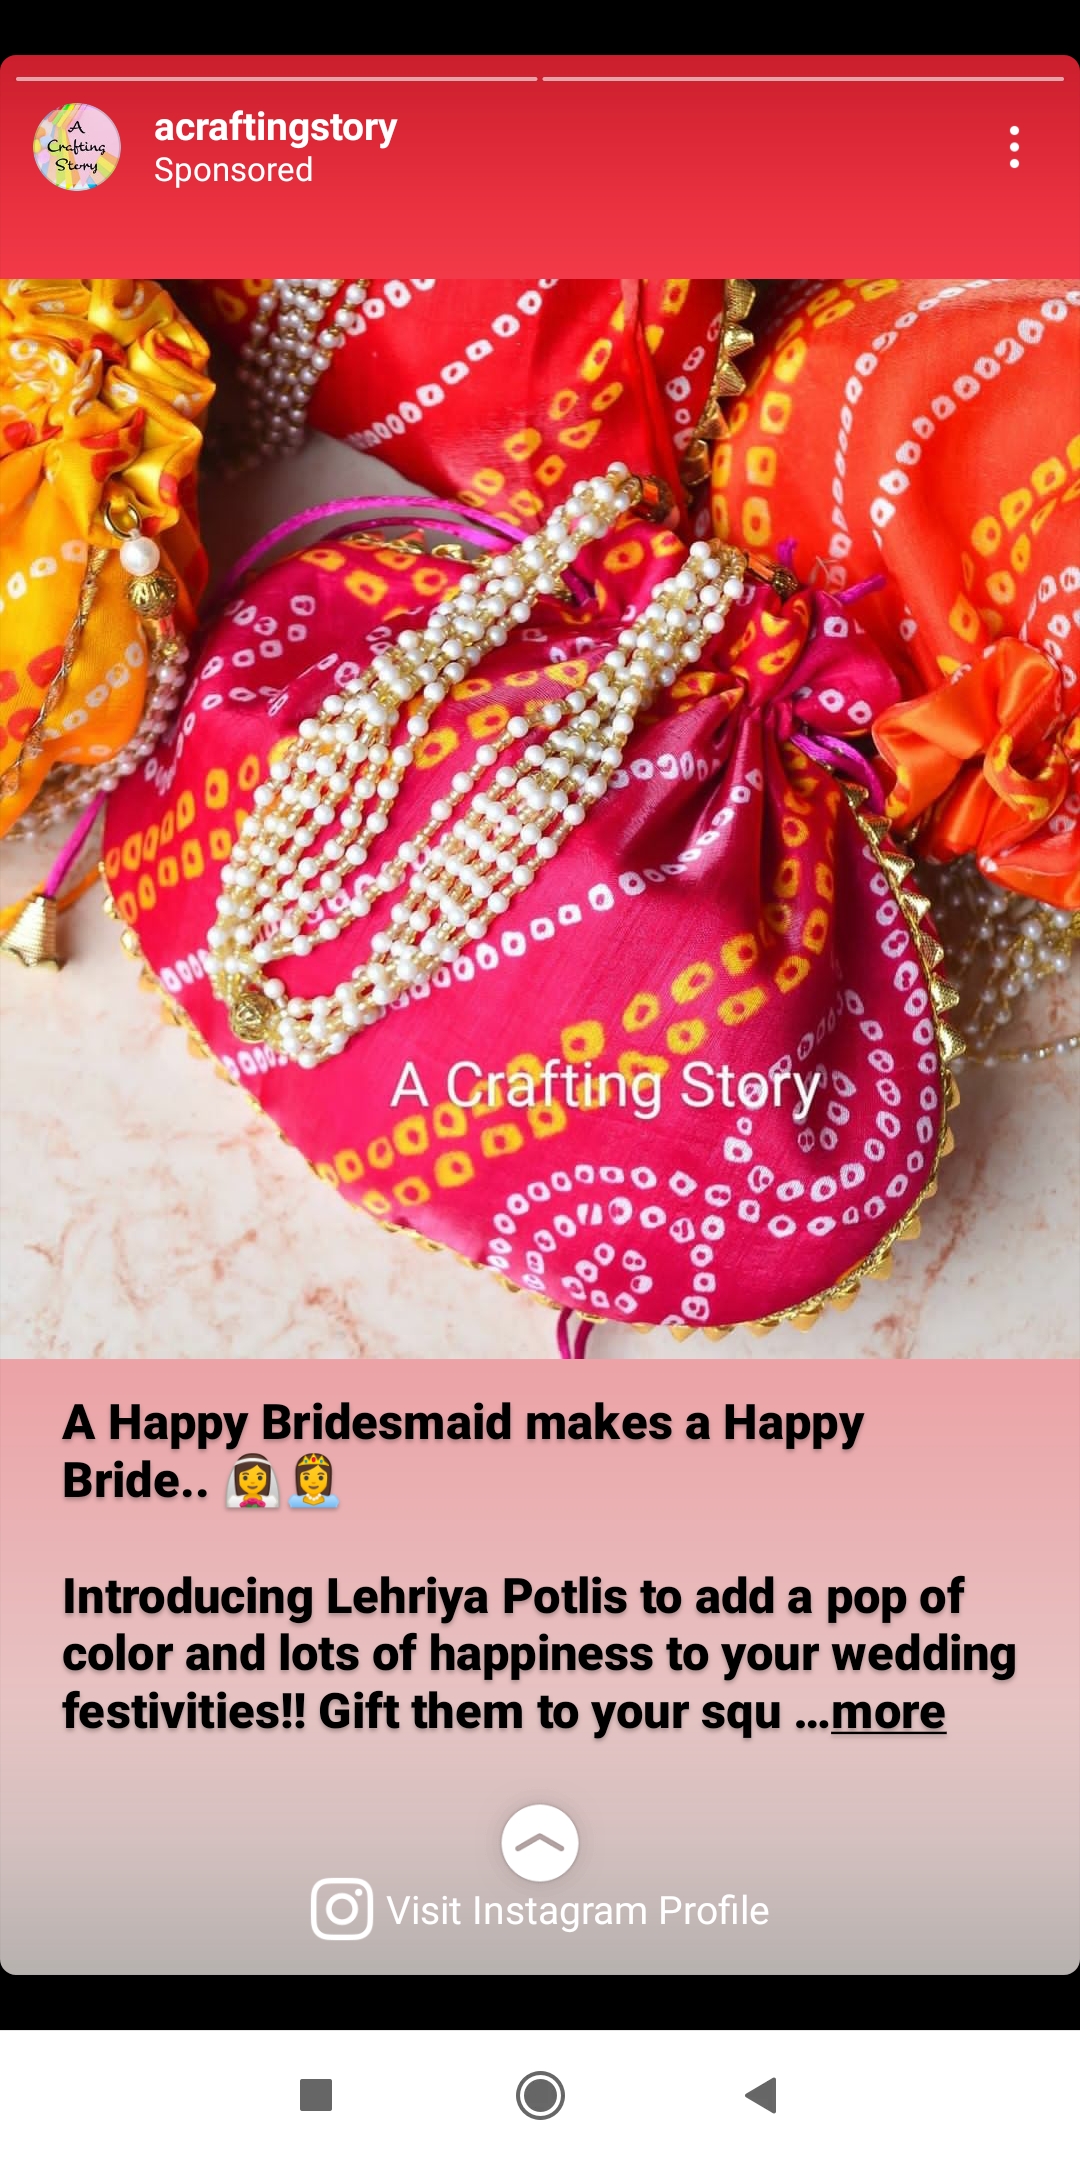 acraftingstory
Sponsored
A
Crafting
Story
A Crafting Story
A Happy Bridesmaid makes a Happy
Bride.. 👰👸
Introducing Lehriya Potlis to add a pop of
color and lots of happiness to your wedding
festivities!! Gift them to your squ ...more
Visit Instagram Profile